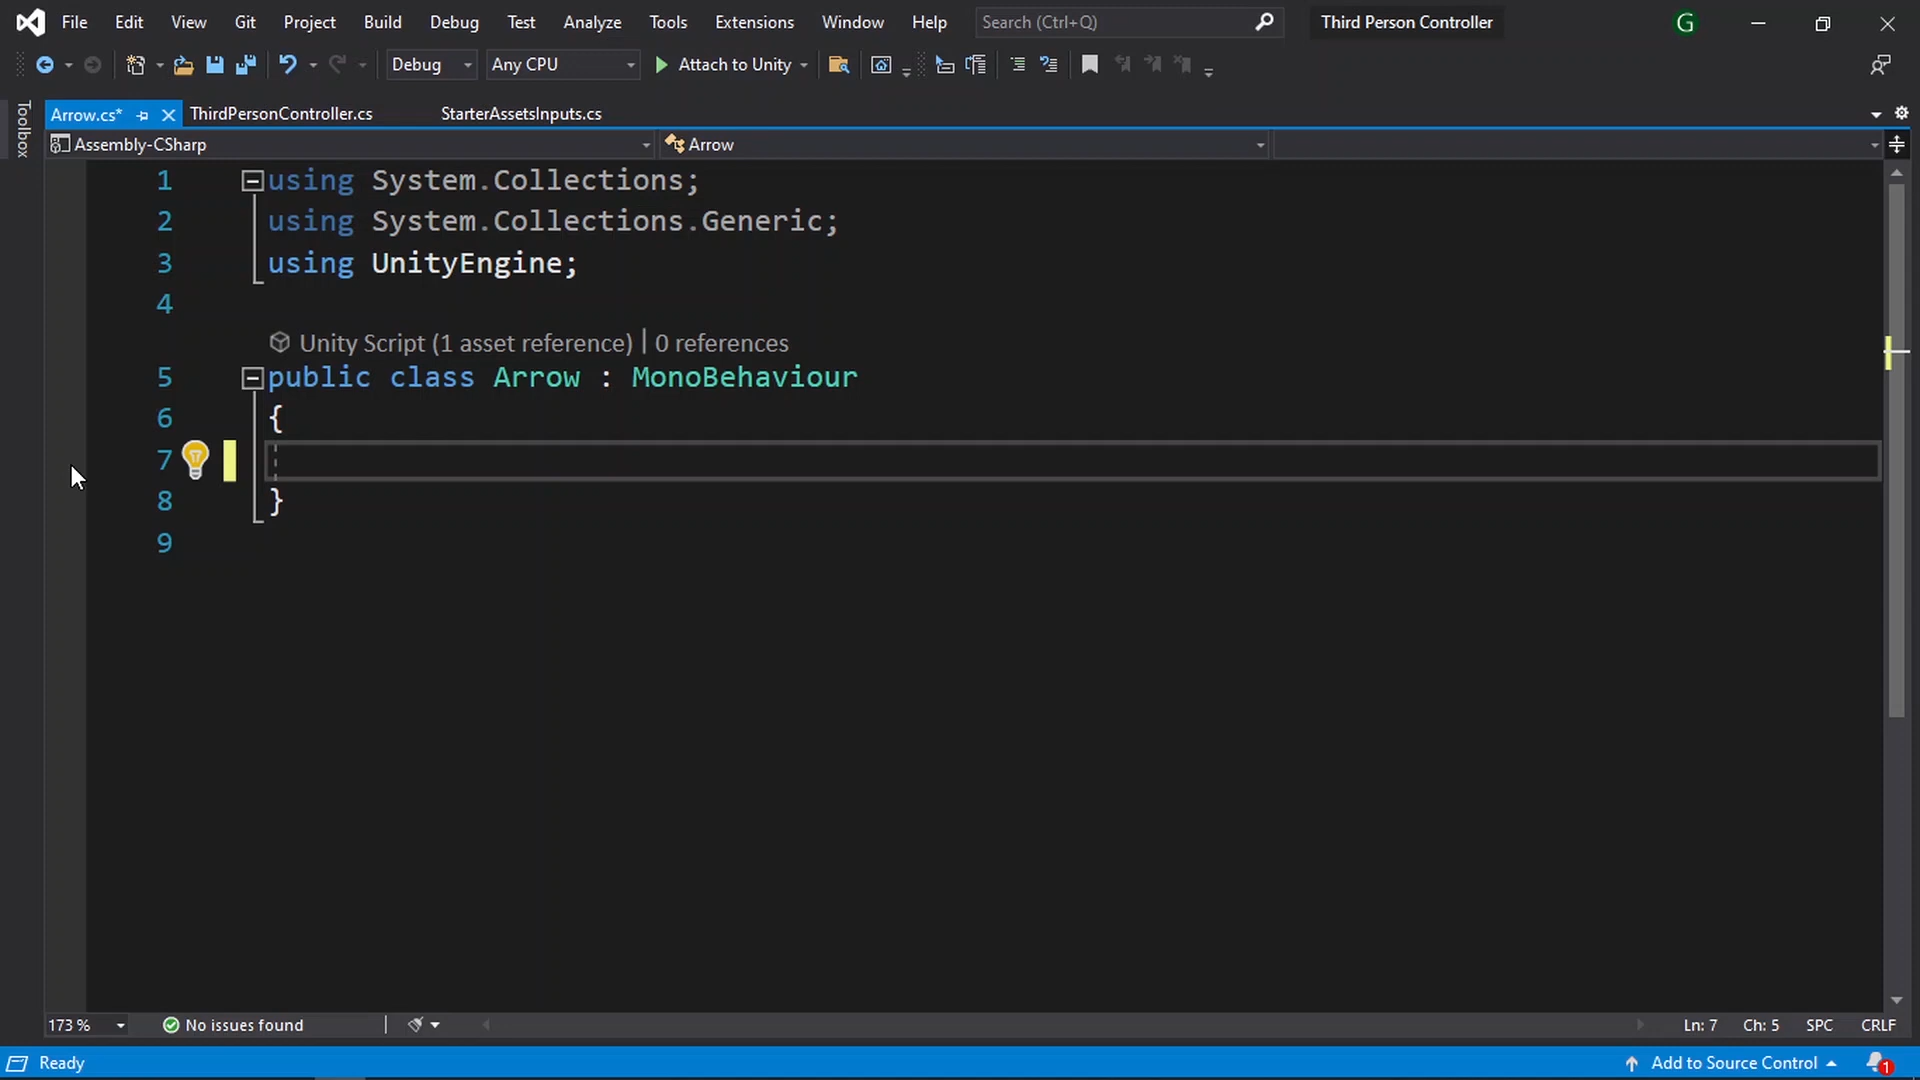 File Edit View Git Project Build Debug Test Analyze Tools Extensions Window Help Search (Ctrl+Q) Third Person Controller G
Debug Any CPU Attach to Unity
Toolbox
Arrow.cs* ThirdPersonController.cs StarterAssetsInputs.cs
Assembly-CSharp Arrow
1 using System.Collections;
2 using System.Collections.Generic;
3 using UnityEngine;
4
Unity Script (1 asset reference) | 0 references
5 public class Arrow : MonoBehaviour
6 {
7
8 }
9
173 % No issues found Ln: 7 Ch: 5 SPC CRLF
Ready Add to Source Control 1